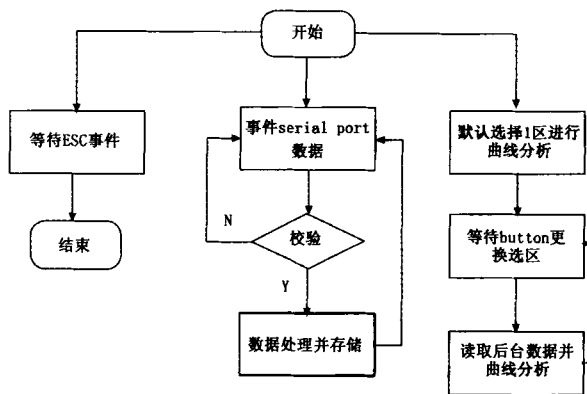 开始
等待ESC事件
结束
事件serial port
数据
校验
N
Y
数据处理并存储
默认选择1区进行
曲线分析
等待button更
换选区
读取后台数据并
曲线分析